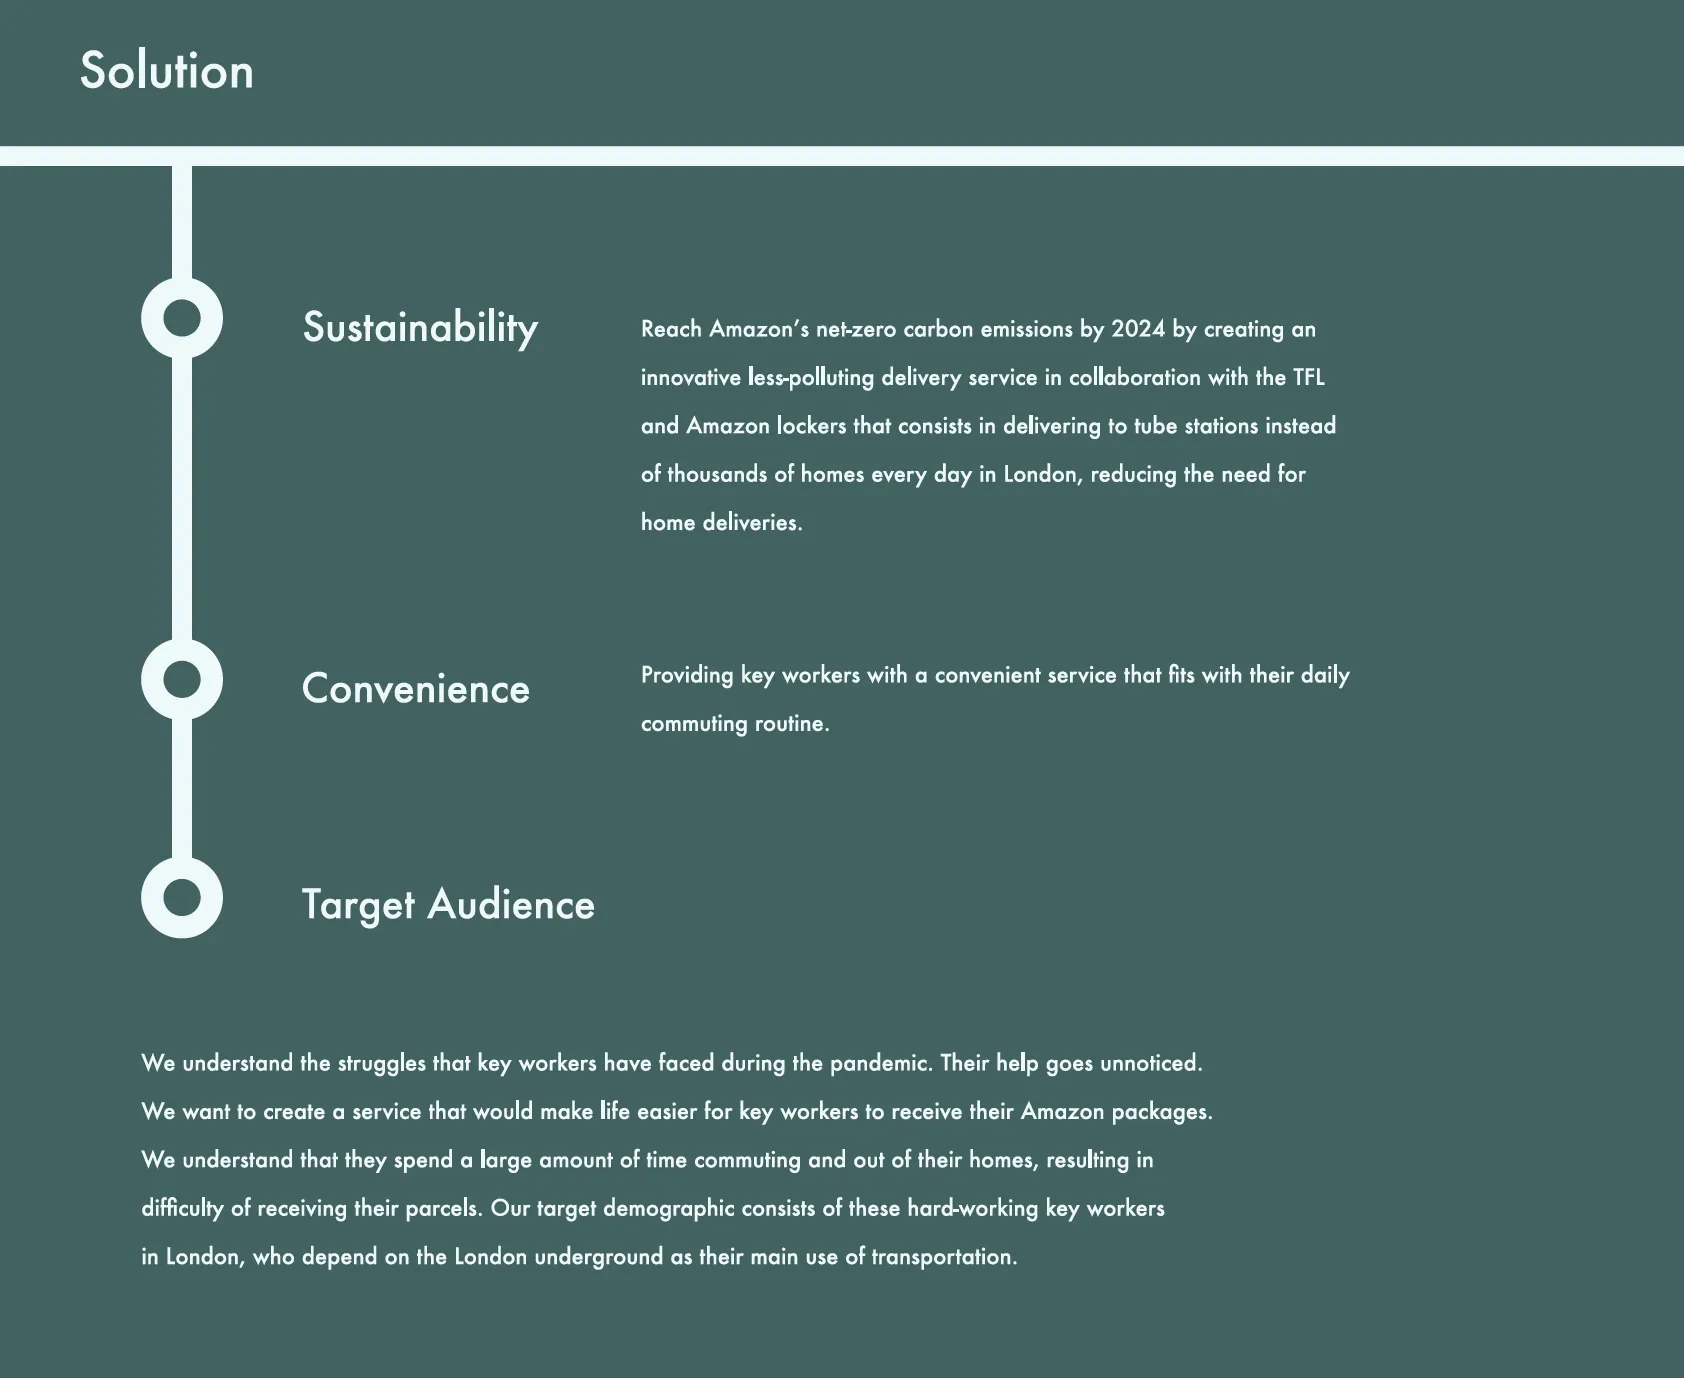 Solution
Sustainability
Reach Amazon’s net-zero carbon emissions by 2024 by creating an
innovative less-polluting delivery service in collaboration with the TFL
and Amazon lockers that consists in delivering to tube stations instead
of thousands of homes every day in London, reducing the need for
home deliveries.
Convenience
Providing key workers with a convenient service that fits with their daily
commuting routine.
Target Audience
We understand the struggles that key workers have faced during the pandemic. Their help goes unnoticed.
We want to create a service that would make life easier for key workers to receive their Amazon packages.
We understand that they spend a large amount of time commuting and out of their homes, resulting in
difficulty of receiving their parcels. Our target demographic consists of these hard-working key workers
in London, who depend on the London underground as their main use of transportation.